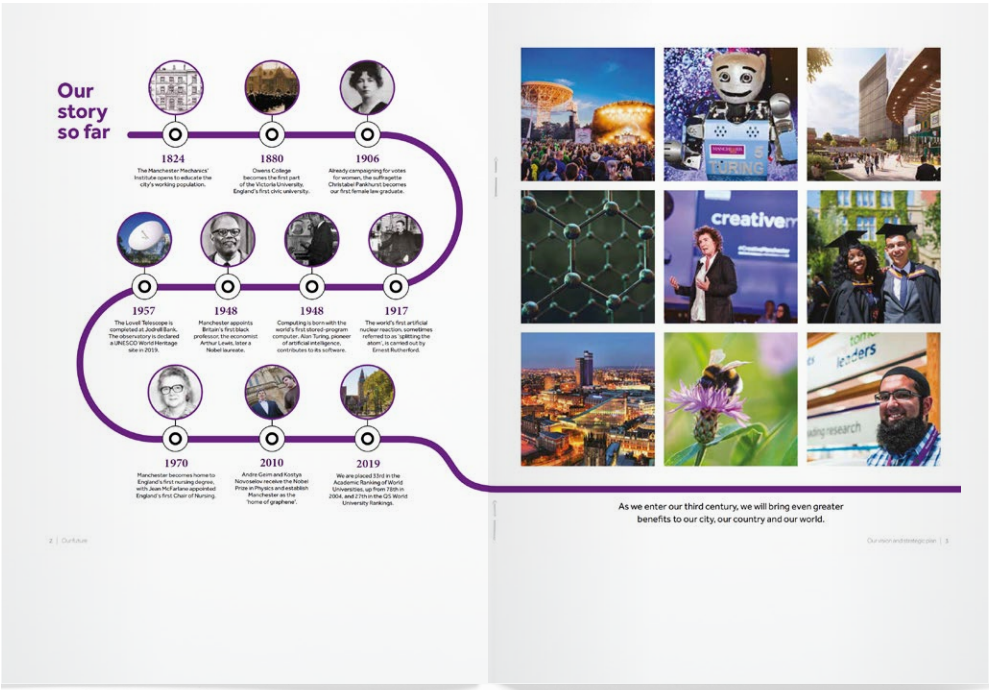 Our
story
so far
1824
The Manchester Mechanics'
Institute opens to educate the
city's working population.
1880
Owens College
becomes the first part
of the Victoria University,
England's first civic university.
1906
Already campaigning for votes
for women, the suffragette
Christabel Pankhurst becomes
our first female law graduate.
1917
The world's first artificial
nuclear reaction, sometimes
referred to as 'splitting the
atom', is carried out by
Ernest Rutherford.
1948
Computing is born with the
world's first stored-program
computer. Alan Turing, pioneer
of artificial intelligence,
contributes to its software.
1948
Manchester appoints
Britain's first black
professor, the economist
Arthur Lewis, later a
Nobel laureate.
1957
The Lovell Telescope is
completed at Jodrell Bank.
The observatory is declared
a UNESCO World Heritage
site in 2019.
1970
Manchester becomes home to
England's first nursing degree,
with Jean McFarlane appointed
England's first Chair of Nursing.
2010
Andre Geim and Kostya
Novoselov receive the Nobel
Prize in Physics and establish
Manchester as the
'home of graphene'.
2019
We are placed 33rd in the
Academic Ranking of World
Universities, up from 78th in
2004, and 27th in the QS World
University Rankings.
2 | Our future
MANCHESTER
5
TURING
creativem
#CreativeManchester
leaders
ading research
As we enter our third century, we will bring even greater
benefits to our city, our country and our world.
Our vision and strategic plan | 3